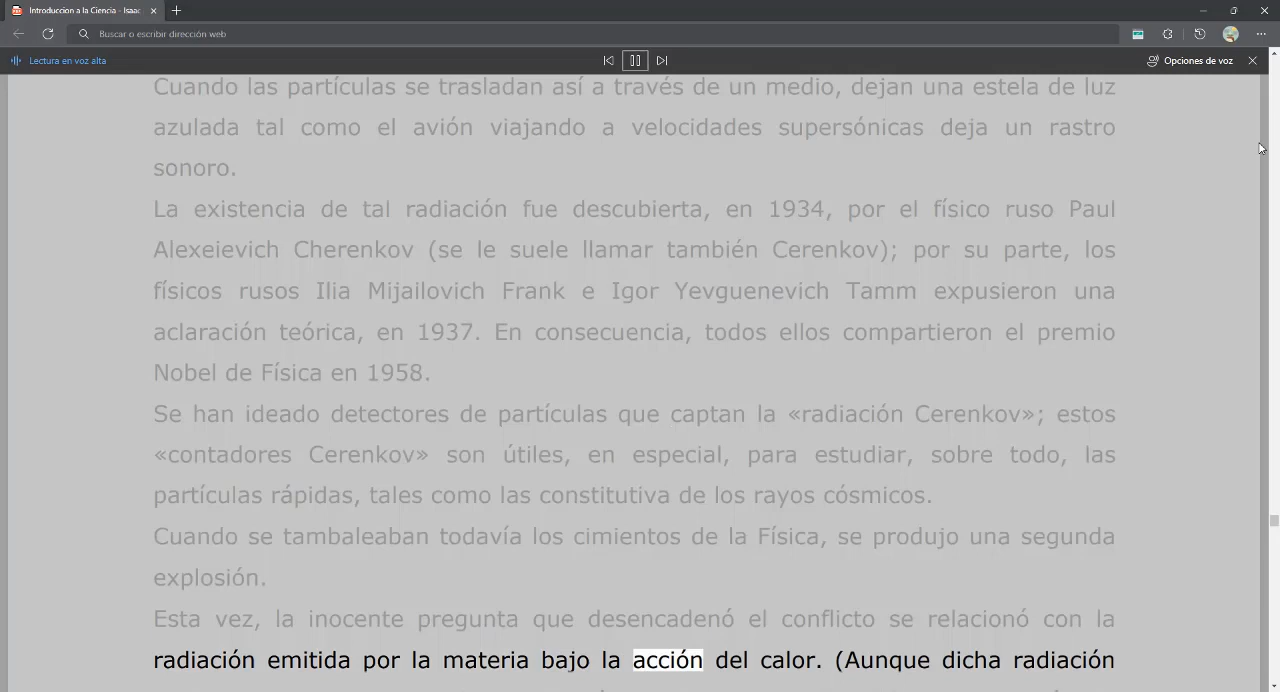 Introduccion a la Ciencia - Isaac
Buscar o escribir dirección web
Lectura en voz alta
Opciones de voz
Cuando las partículas se trasladan así a través de un medio, dejan una estela de luz
azulada tal como el avión viajando a velocidades supersónicas deja un rastro
sonoro.
La existencia de tal radiación fue descubierta, en 1934, por el físico ruso Paul
Alexeievich Cherenkov (se le suele llamar también Cerenkov); por su parte, los
físicos rusos Ilia Mijailovich Frank e Igor Yevguenevich Tamm expusieron una
aclaración teórica, en 1937. En consecuencia, todos ellos compartieron el premio
Nobel de Física en 1958.
Se han ideado detectores de partículas que captan la «radiación Cerenkov»; estos
«contadores Cerenkov» son útiles, en especial, para estudiar, sobre todo, las
partículas rápidas, tales como las constitutiva de los rayos cósmicos.
Cuando se tambaleaban todavía los cimientos de la Física, se produjo una segunda
explosión.
Esta vez, la inocente pregunta que desencadenó el conflicto se relacionó con la
radiación emitida por la materia bajo la acción del calor. (Aunque dicha radiación